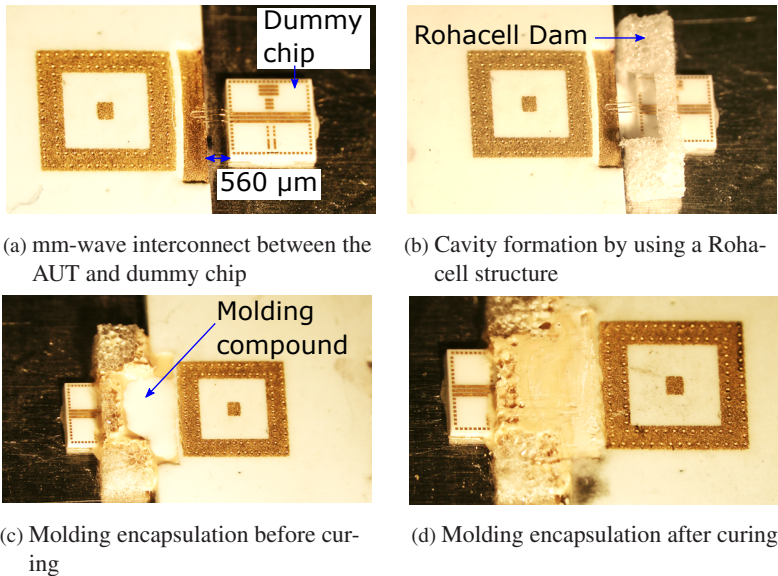 Dummy
chip
560 μm
Rohacell Dam
(a) mm-wave interconnect between the
AUT and dummy chip
(b) Cavity formation by using a Roha-
cell structure
Molding
compound
(c) Molding encapsulation before cur-
ing
(d) Molding encapsulation after curing